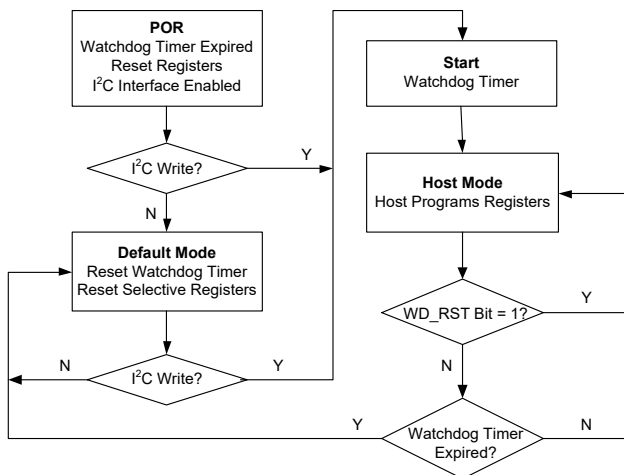 POR
Watchdog Timer Expired
Reset Registers
I²C Interface Enabled
I²C Write?
Y
N
Default Mode
Reset Watchdog Timer
Reset Selective Registers
I²C Write?
N
Y
Start
Watchdog Timer
Host Mode
Host Programs Registers
WD_RST Bit = 1?
Y
N
Watchdog Timer
Expired?
Y
N